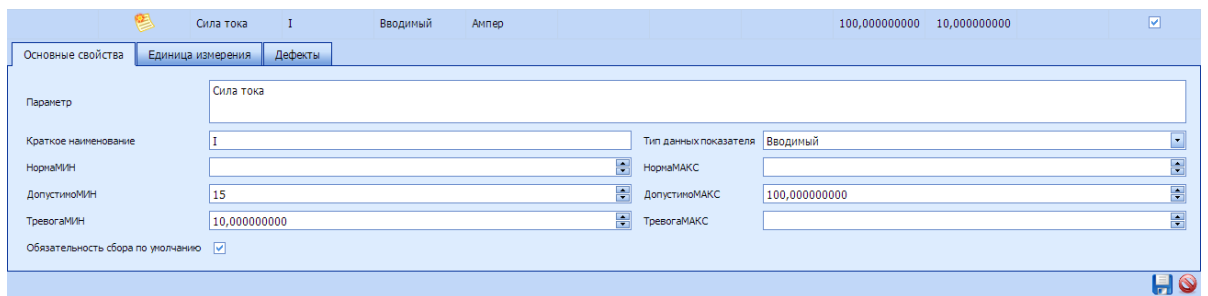 Сила тока I Вводимый Ампер 100,000000000 10,000000000
Основные свойства Единица измерения Дефекты
Параметр Сила тока
Краткое наименование I Тип данных показателя Вводимый
НормаМИН НормаМАКС
ДопустимоМИН 15 ДопустимоМАКС 100,000000000
ТревогаМИН 10,000000000 ТревогаМАКС
Обязательность сбора по умолчанию